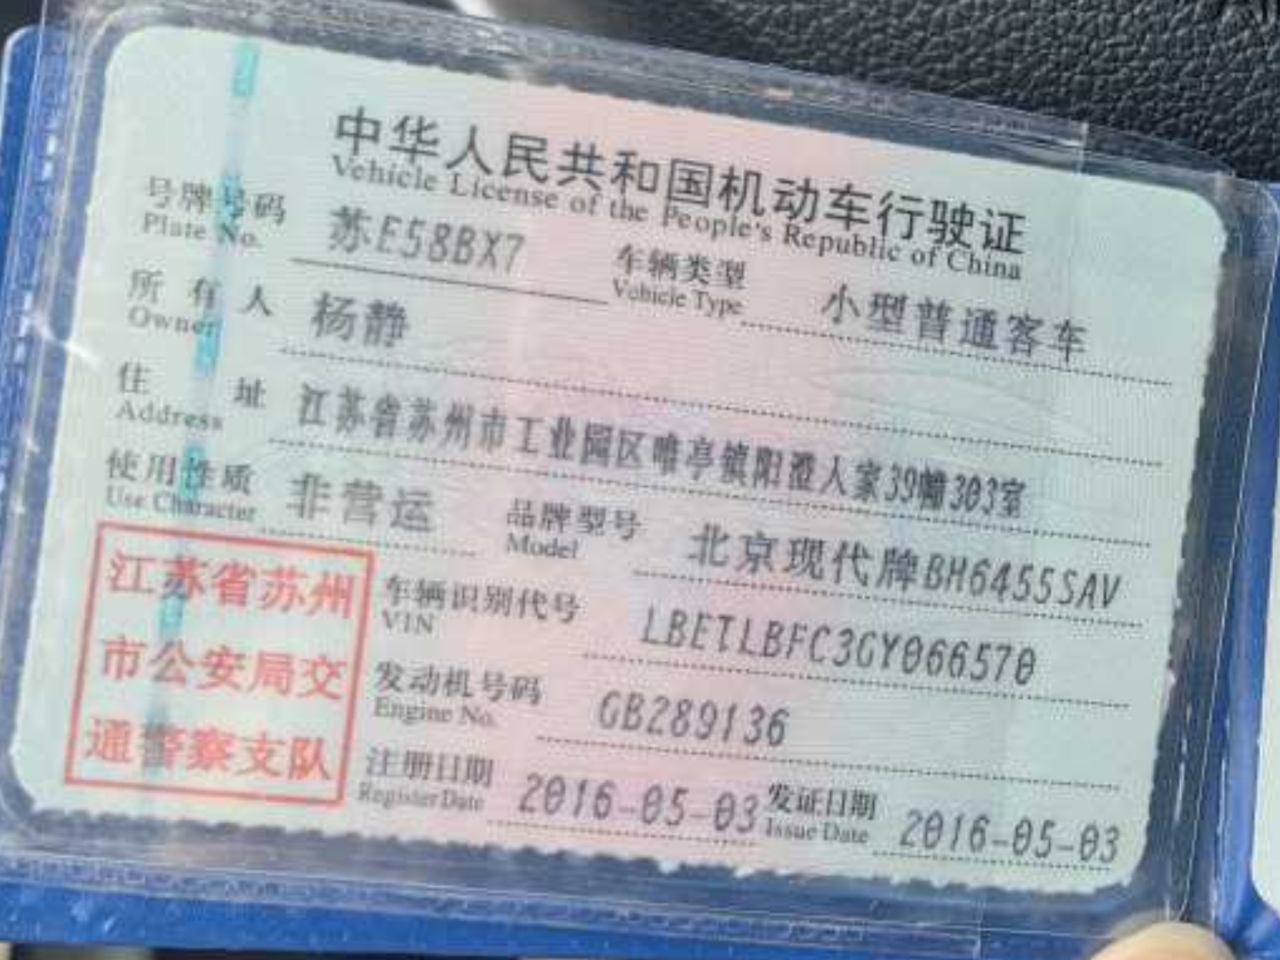 中华人民共和国机动车行驶证
Vehicle License of the People's Republic of China
号牌号码 苏E58BX7 车辆类型 小型普通客车
Plate No. Vehicle Type
所有人 杨静
Owner
住址 江苏省苏州市工业园区唯亭镇阳澄人家39幢303室
Address
使用性质 非营运 品牌型号 北京现代牌BH6455SAV
Use Character Model
江苏省苏州
市公安局交
通警察支队
车辆识别代号 LBETLBFC3GY066570
VIN
发动机号码 GB289136
Engine No.
注册日期 2016-05-03 发证日期 2016-05-03
Register Date Issue Date